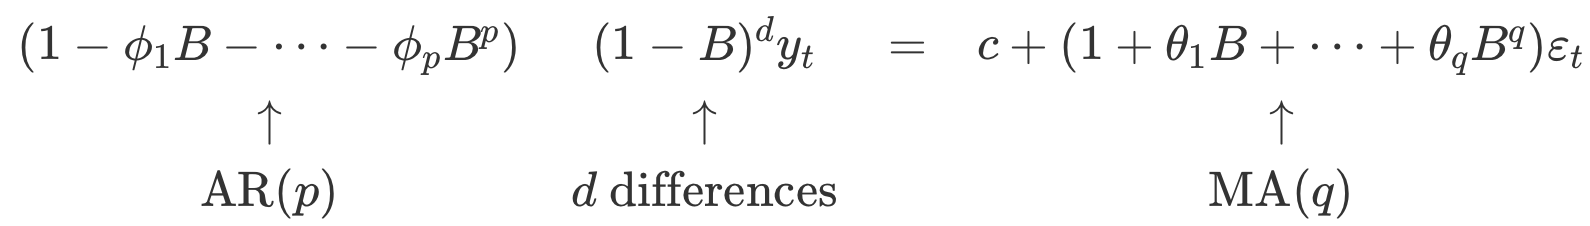 (1 − ϕ₁B − ⋯ − ϕₚBᵖ) (1 − B)ᵈyₜ = c + (1 + θ₁B + ⋯ + θ_qB^q)εₜ
↑ ↑ ↑
AR(p) d differences MA(q)